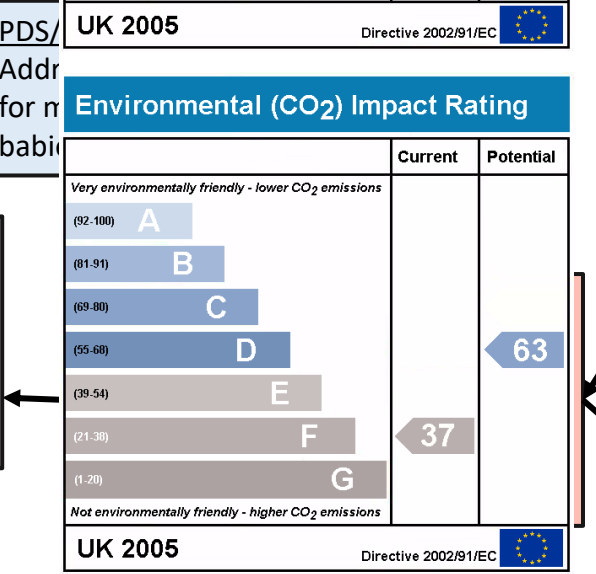 PDS/
UK 2005
Directive 2002/91/EC
for m
Environmental (CO2) Impact Rating
Current Potential
Very environmentally friendly - lower CO2 emissions
(92-100) A
(81-91) B
(69-80) C
(55-68) D 63
(39-54) E
(21-38) F 37
(1-20) G
Not environmentally friendly - higher CO2 emissions
UK 2005
Directive 2002/91/EC